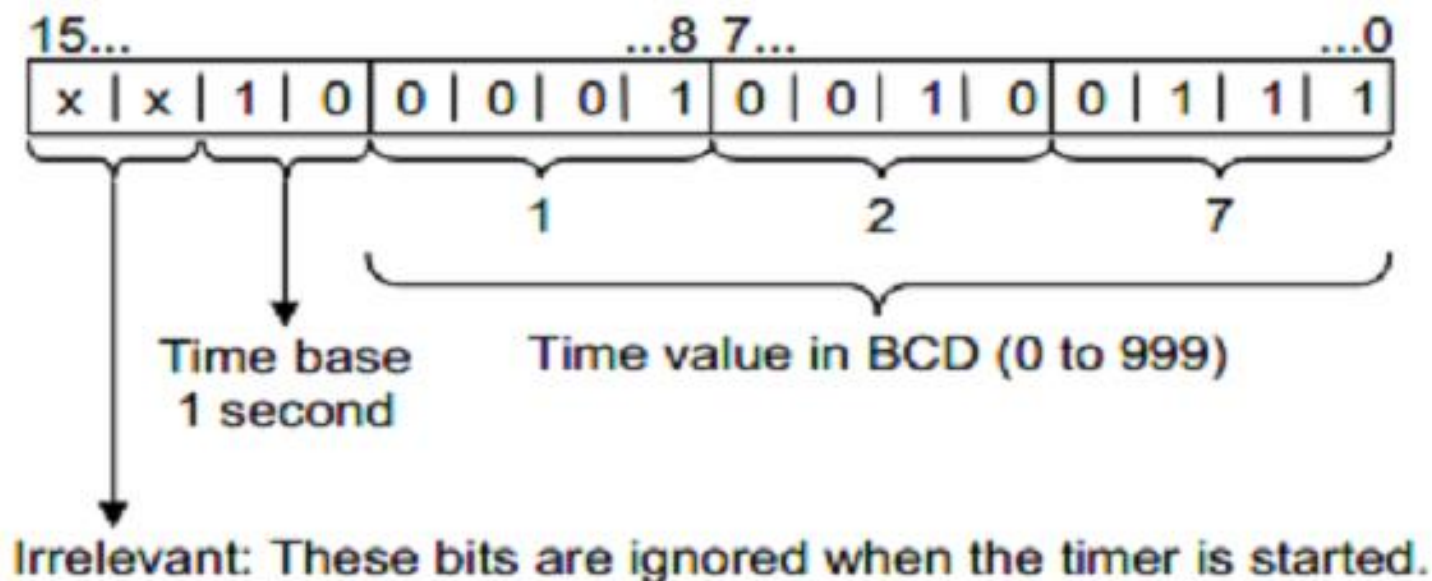 15... ...8 7... ...0
x | x | 1 | 0 | 0 | 0 | 0 | 1 | 0 | 0 | 1 | 0 | 0 | 1 | 1 | 1
1 2 7
Time base Time value in BCD (0 to 999)
1 second
Irrelevant: These bits are ignored when the timer is started.